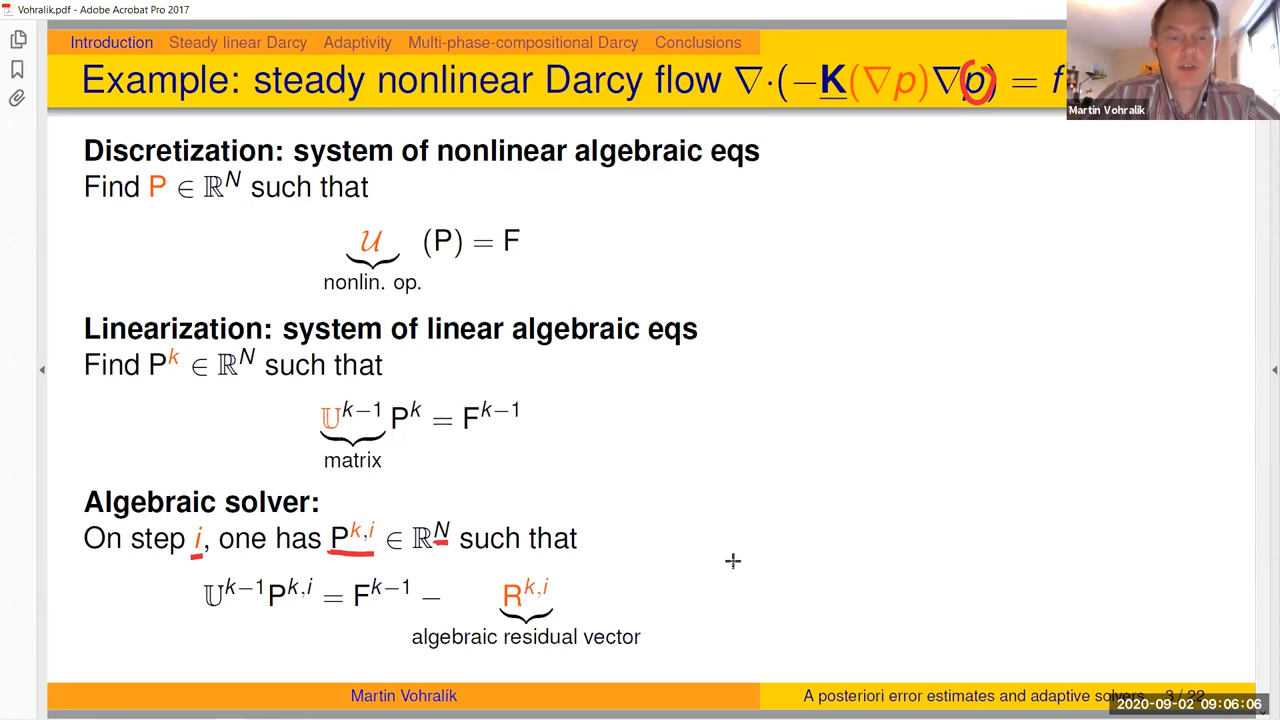 Vohralik.pdf - Adobe Acrobat Pro 2017
Introduction Steady linear Darcy Adaptivity Multi-phase-compositional Darcy Conclusions
Example: steady nonlinear Darcy flow ∇·(−K(∇p)∇p) = f
Martin Vohralik
Discretization: system of nonlinear algebraic eqs
Find P ∈ ℝ^N such that
𝒰 (P) = F
nonlin. op.
Linearization: system of linear algebraic eqs
Find P^k ∈ ℝ^N such that
𝕌^{k−1} P^k = F^{k−1}
matrix
Algebraic solver:
On step i, one has P^{k,i} ∈ ℝ^N such that
𝕌^{k−1}P^{k,i} = F^{k−1} − R^{k,i}
algebraic residual vector
Martin Vohralík
A posteriori error estimates and adaptive solvers 3 / 22
2020-09-02 09:06:06